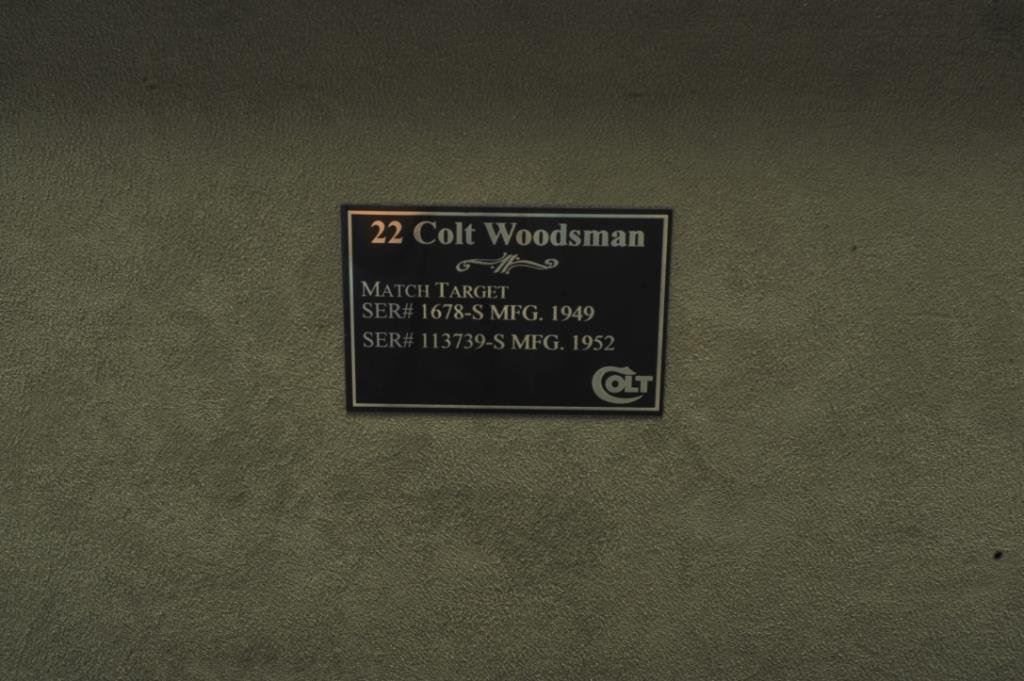 22 Colt Woodsman
MATCH TARGET
SER# 1678-S MFG. 1949
SER# 113739-S MFG. 1952
COLT